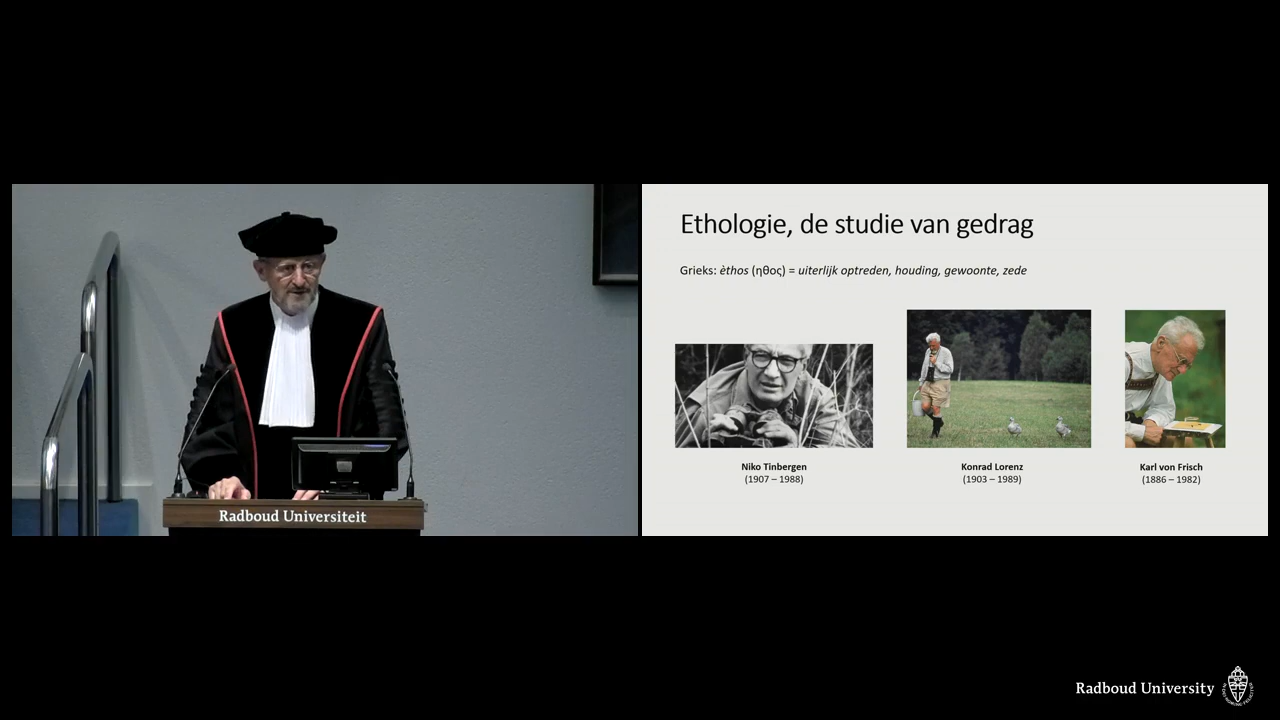 Radboud Universiteit
Ethologie, de studie van gedrag
Grieks: èthos (ηθος) = uiterlijk optreden, houding, gewoonte, zede
Niko Tinbergen
(1907 – 1988)
Konrad Lorenz
(1903 – 1989)
Karl von Frisch
(1886 – 1982)
Radboud University